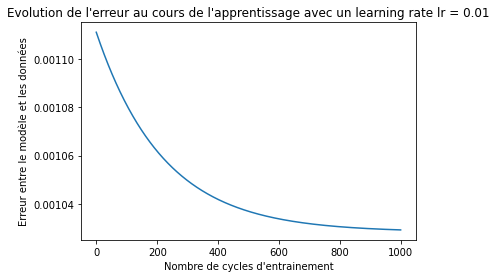 Evolution de l'erreur au cours de l'apprentissage avec un learning rate lr = 0.01
Erreur entre le modèle et les données
0.00110
0.00108
0.00106
0.00104
0 200 400 600 800 1000
Nombre de cycles d'entrainement